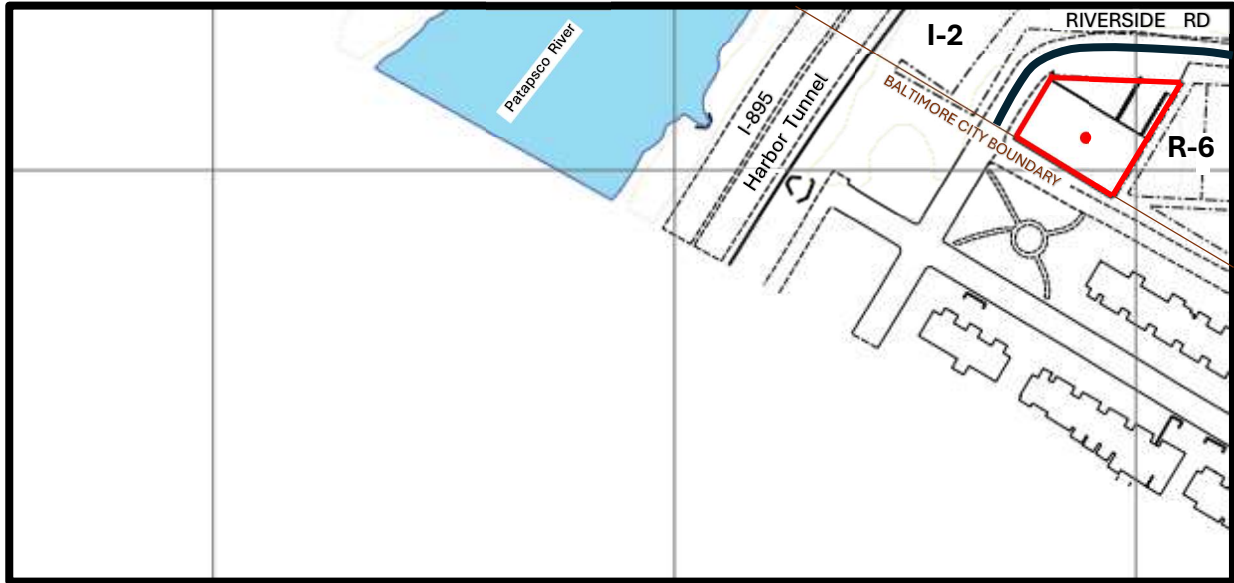 RIVERSIDE RD
I-2
Patapsco River
I-895
Harbor Tunnel
BALTIMORE CITY BOUNDARY
R-6